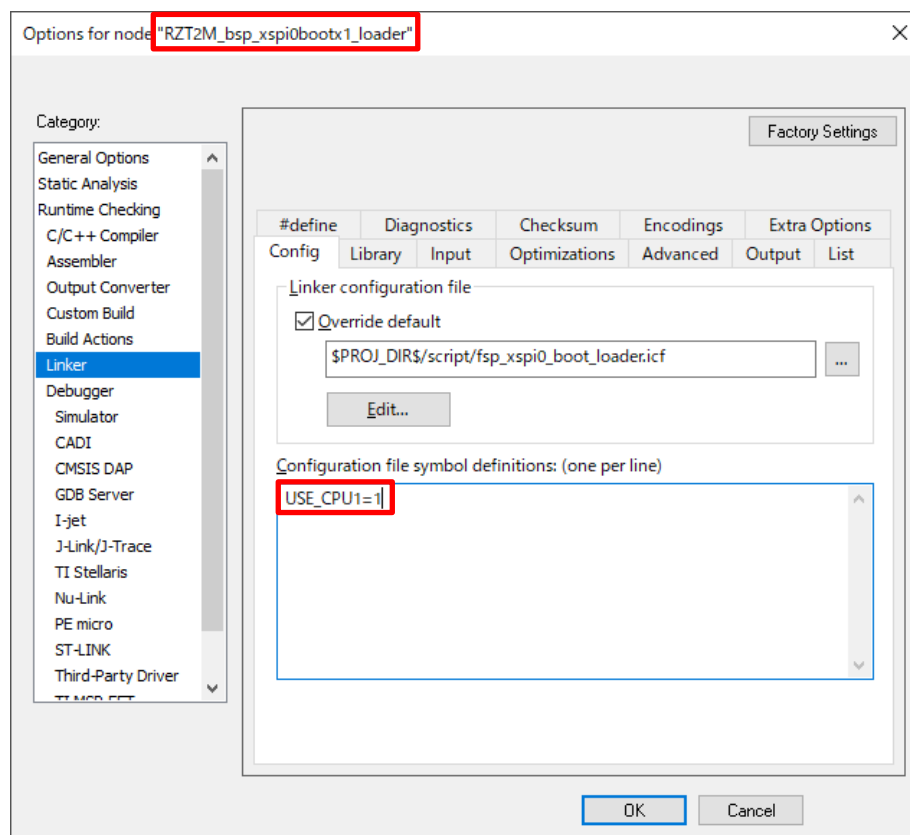 Options for node "RZT2M_bsp_xspi0bootx1_loader"
Category:
General Options
Static Analysis
Runtime Checking
C/C++ Compiler
Assembler
Output Converter
Custom Build
Build Actions
Linker
Debugger
Simulator
CADI
CMSIS DAP
GDB Server
I-jet
J-Link/J-Trace
TI Stellaris
Nu-Link
PE micro
ST-LINK
Third-Party Driver
Factory Settings
#define Diagnostics Checksum Encodings Extra Options
Config Library Input Optimizations Advanced Output List
Linker configuration file
Override default
$PROJ_DIR$/script/fsp_xspi0_boot_loader.icf
...
Edit...
Configuration file symbol definitions: (one per line)
USE_CPU1=1
OK Cancel